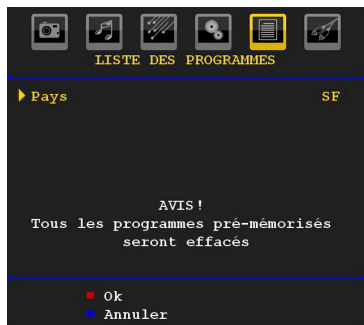 LISTE DES PROGRAMMES
Pays SF
AVIS!
Tous les programmes pré-mémorisés
seront effacés
Ok
Annuler